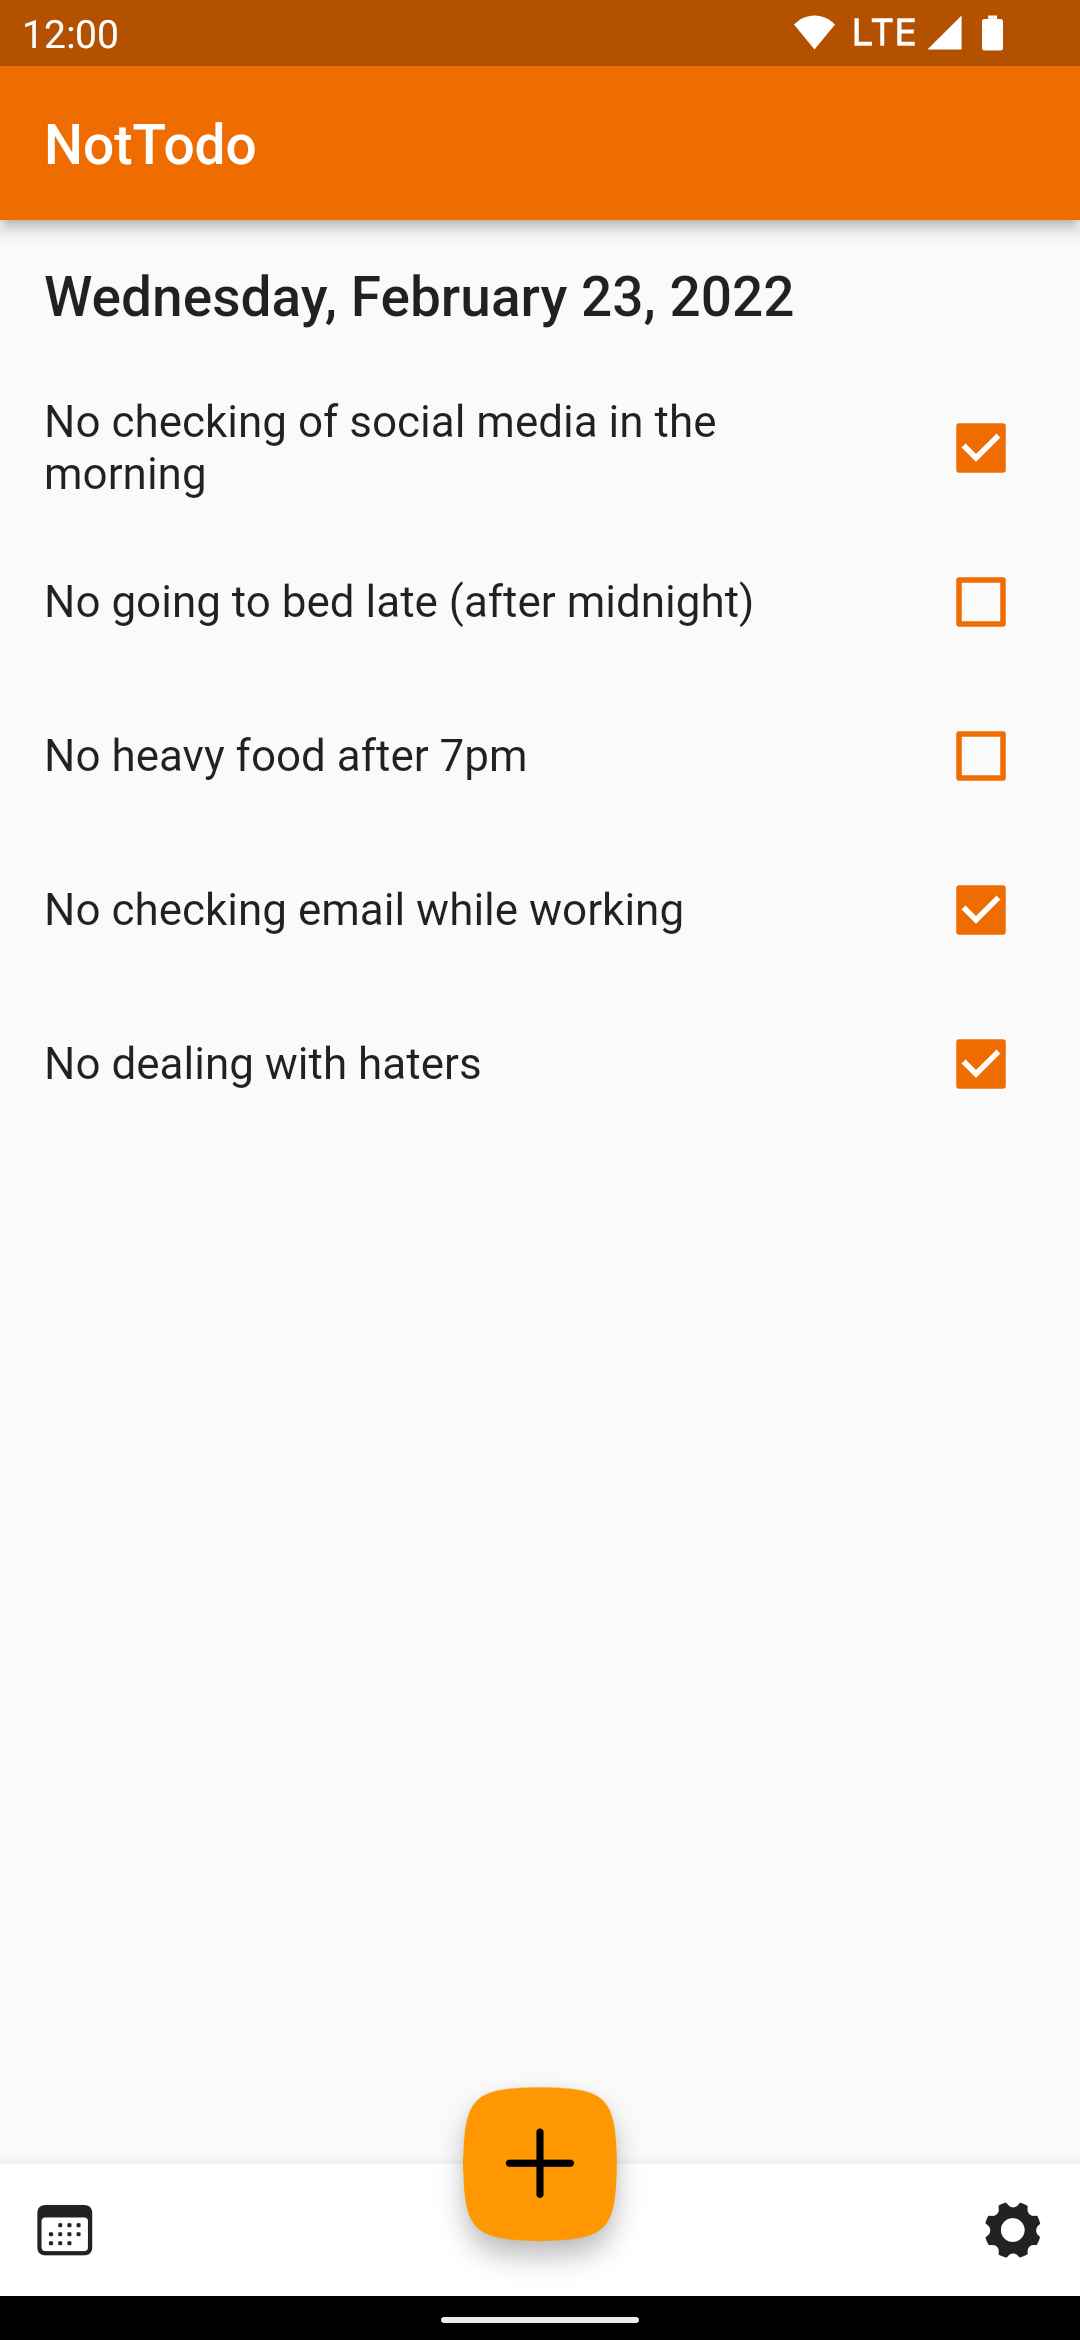 12:00
LTE
NotTodo
Wednesday, February 23, 2022
No checking of social media in the
morning
No going to bed late (after midnight)
No heavy food after 7pm
No checking email while working
No dealing with haters